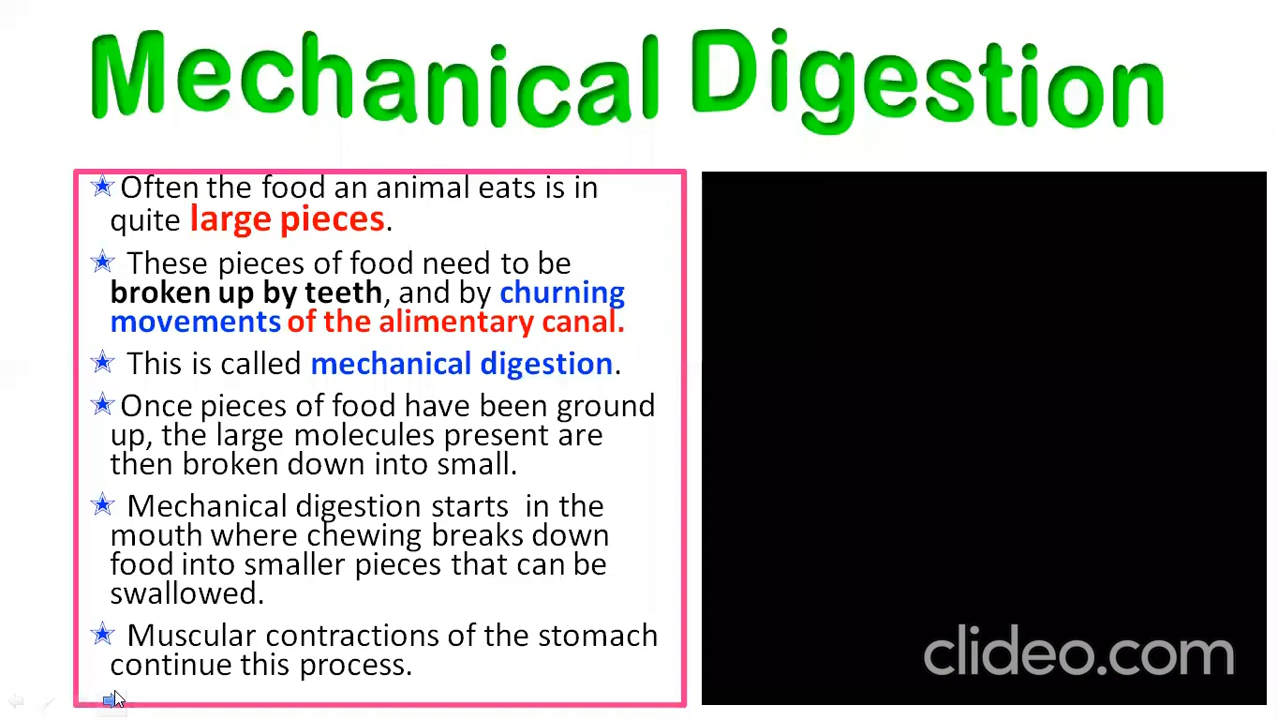 Mechanical Digestion
Often the food an animal eats is in
quite large pieces.
These pieces of food need to be
broken up by teeth, and by churning
movements of the alimentary canal.
This is called mechanical digestion.
Once pieces of food have been ground
up, the large molecules present are
then broken down into small.
Mechanical digestion starts  in the
mouth where chewing breaks down
food into smaller pieces that can be
swallowed.
Muscular contractions of the stomach
continue this process.
clideo.com